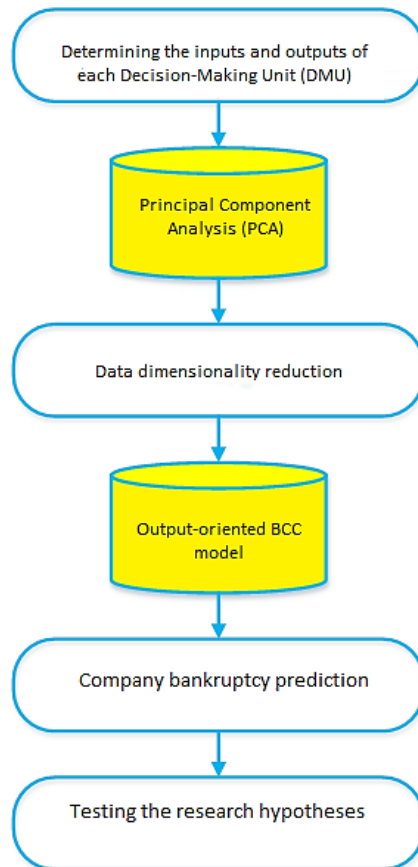 Determining the inputs and outputs of
each Decision-Making Unit (DMU)
Principal Component
Analysis (PCA)
Data dimensionality reduction
Output-oriented BCC
model
Company bankruptcy prediction
Testing the research hypotheses